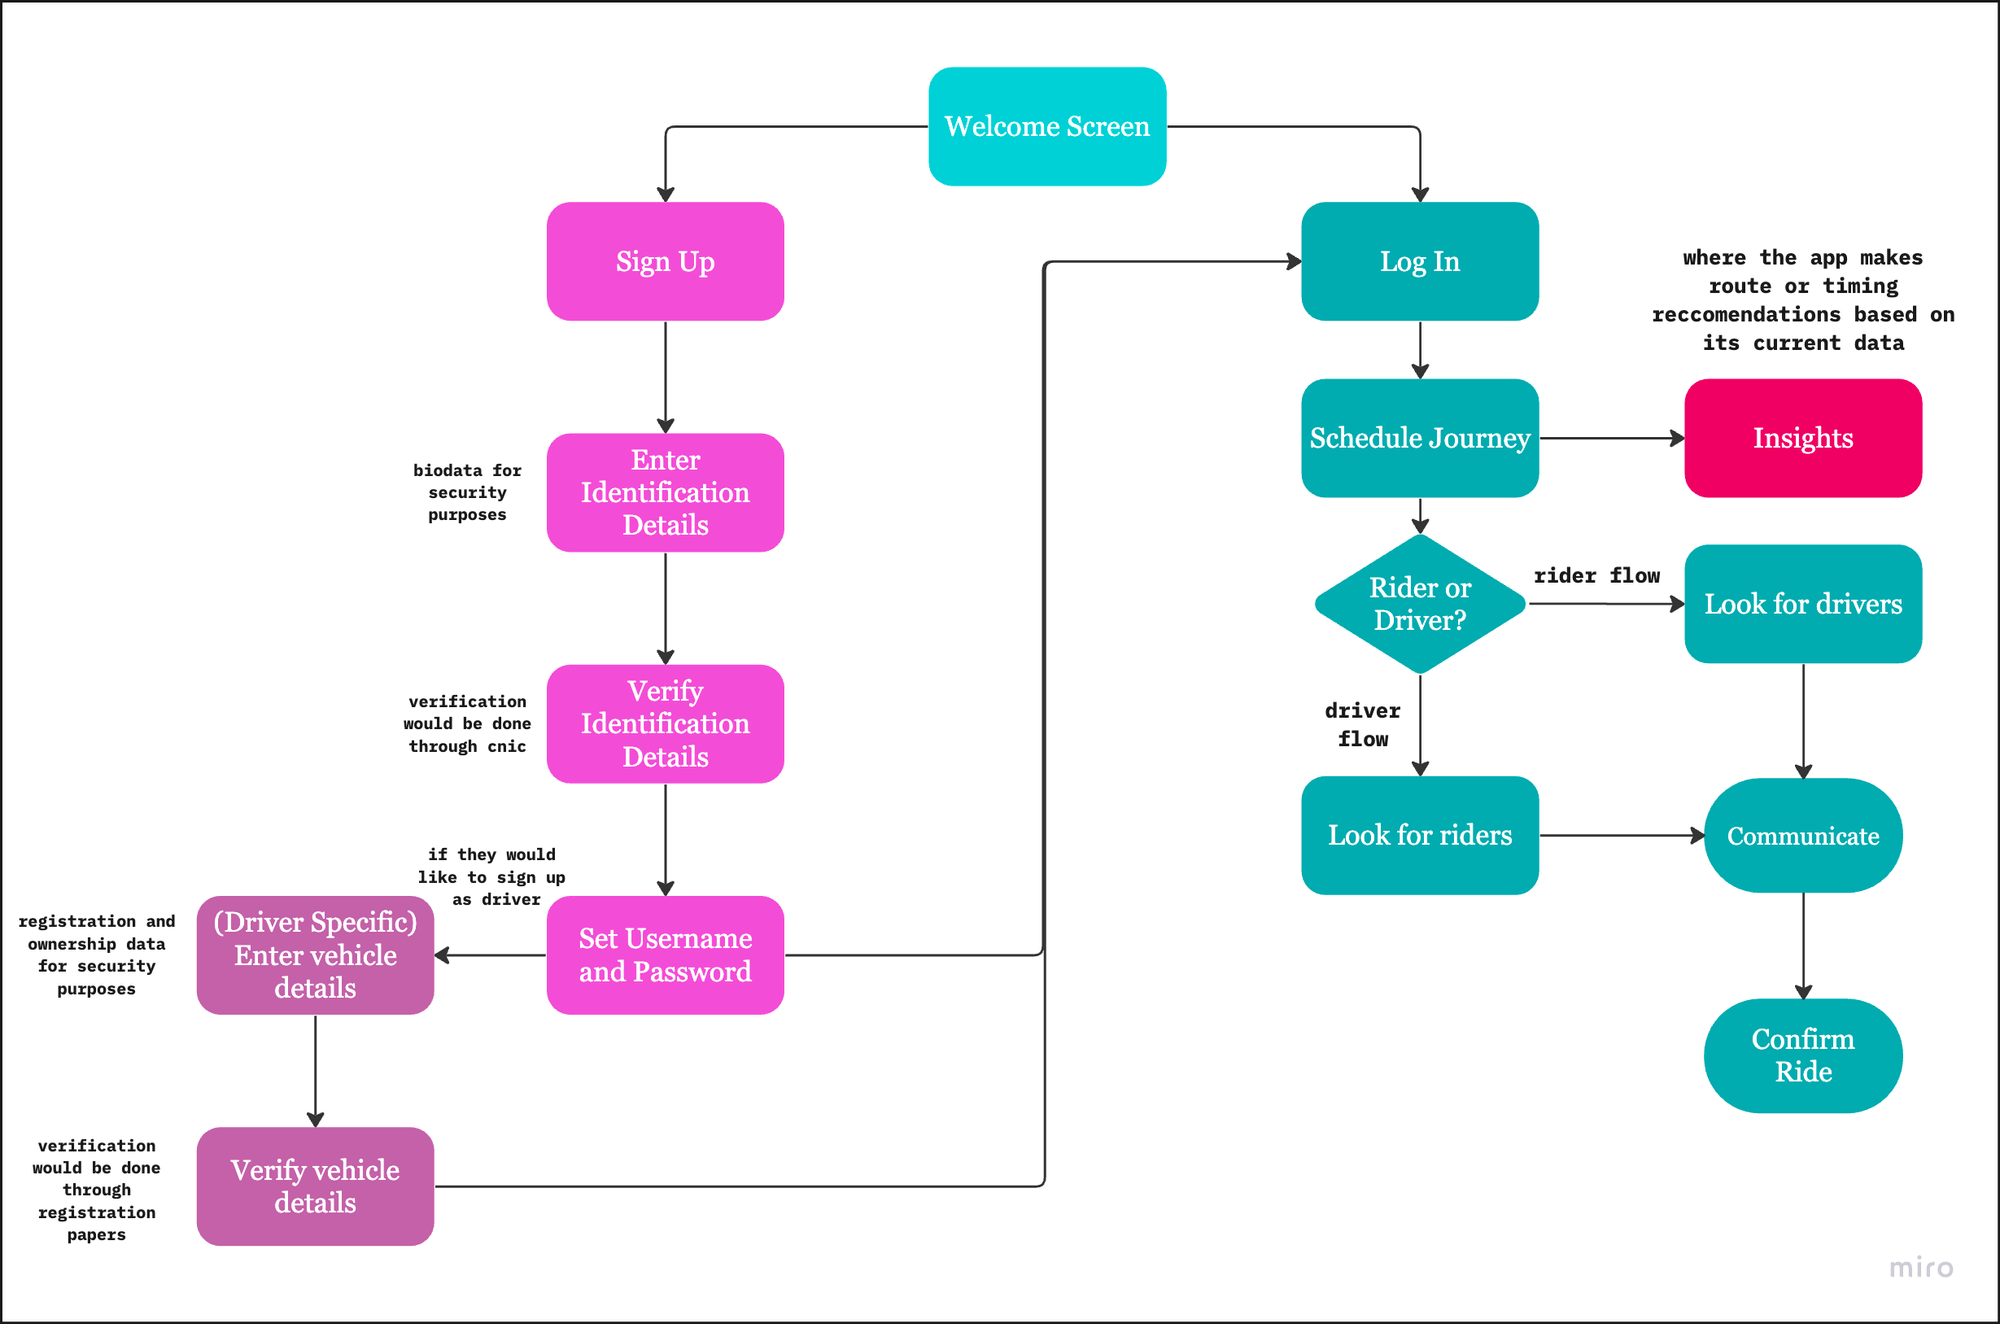 Welcome Screen
Sign Up
Log In
where the app makes
route or timing
reccomendations based on
its current data
Schedule Journey
Insights
biodata for
security
purposes
Enter
Identification
Details
Rider or
Driver?
rider flow
Look for drivers
verification
would be done
through cnic
Verify
Identification
Details
driver
flow
Look for riders
Communicate
if they would
like to sign up
as driver
registration and
ownership data
for security
purposes
(Driver Specific)
Enter vehicle
details
Set Username
and Password
Confirm
Ride
verification
would be done
through
registration
papers
Verify vehicle
details
miro